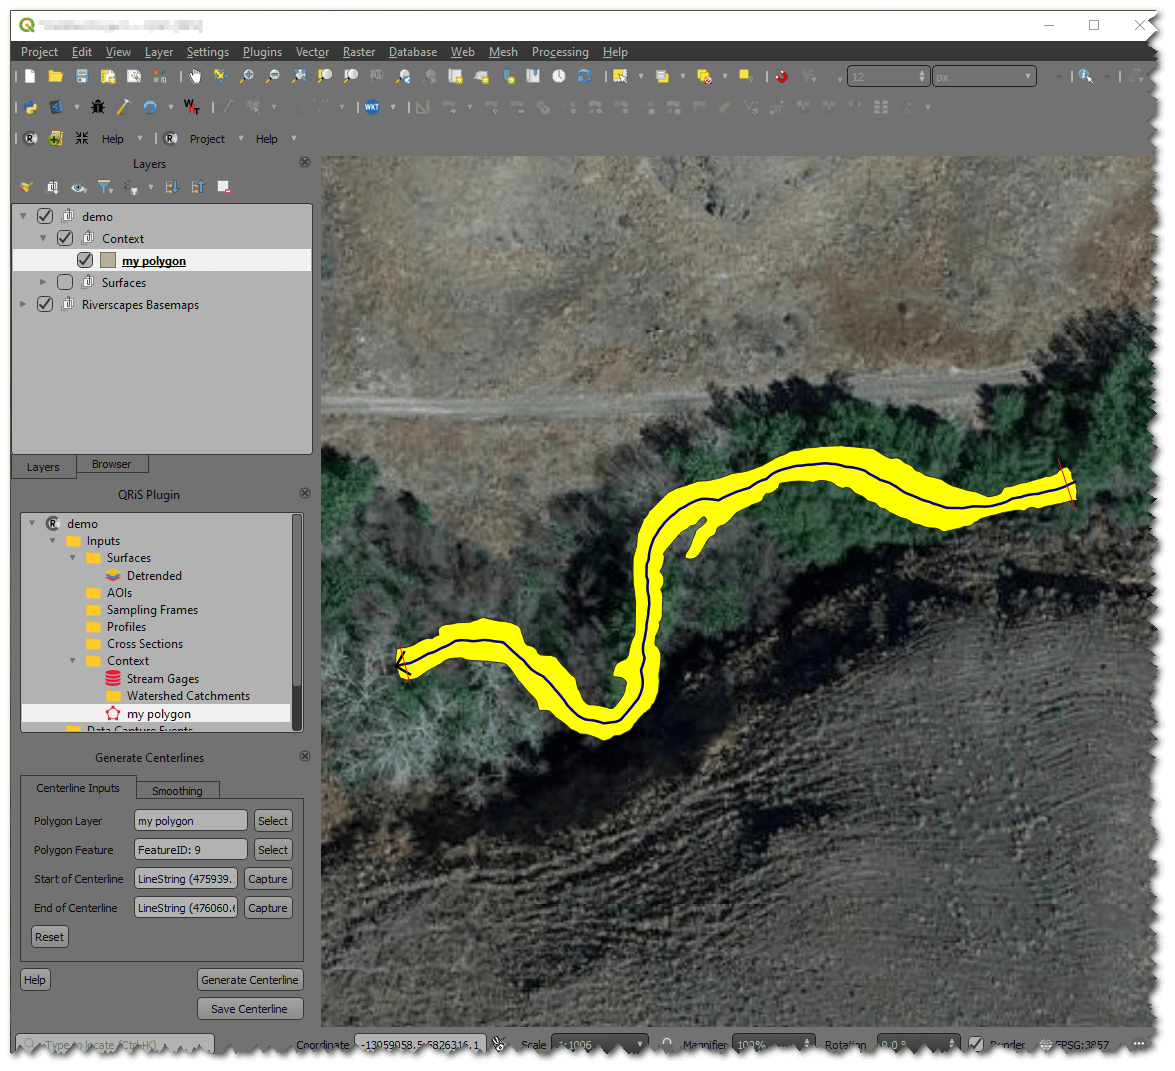 Project Edit View Layer Settings Plugins Vector Raster Database Web Mesh Processing Help
12 px
WKT
Help Project Help
Layers
demo
Context
my polygon
Surfaces
Riverscapes Basemaps
Layers Browser
QRiS Plugin
demo
Inputs
Surfaces
Detrended
AOIs
Sampling Frames
Profiles
Cross Sections
Context
Stream Gages
Watershed Catchments
my polygon
Data Capture Events
Generate Centerlines
Centerline Inputs Smoothing
Polygon Layer my polygon Select
Polygon Feature FeatureID: 9 Select
Start of Centerline LineString (475939. Capture
End of Centerline LineString (476060.6 Capture
Reset
Help Generate Centerline
Save Centerline
Type to locate (Ctrl+K) Coordinate -13059058.5 5826316.1 Scale 1:1006 Magnifier 100% Rotation 0.0 ° Render EPSG:3857